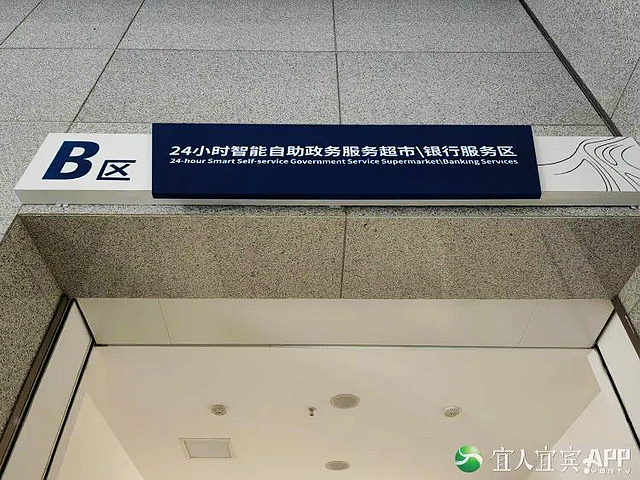 B区
24小时智能自助政务服务超市\银行服务区
24-hour Smart Self-service Government Service Supermarket\Banking Services
宜人宜宾APP
YBRTV